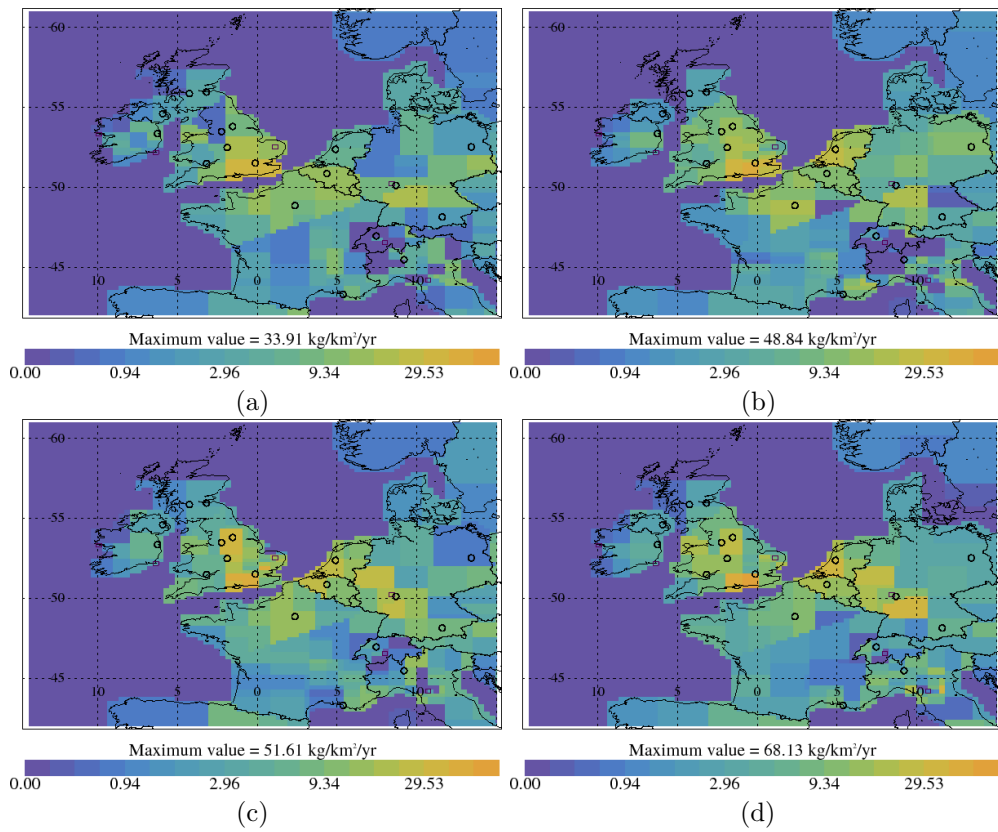 60 60
55 55
50 50
45 45
10 5 0 5 10 10 5 0 5 10
Maximum value = 33.91 kg/km²/yr Maximum value = 48.84 kg/km²/yr
0.00 0.94 2.96 9.34 29.53 0.00 0.94 2.96 9.34 29.53
(a) (b)
60 60
55 55
50 50
45 45
10 5 0 5 10 10 5 0 5 10
Maximum value = 51.61 kg/km²/yr Maximum value = 68.13 kg/km²/yr
0.00 0.94 2.96 9.34 29.53 0.00 0.94 2.96 9.34 29.53
(c) (d)